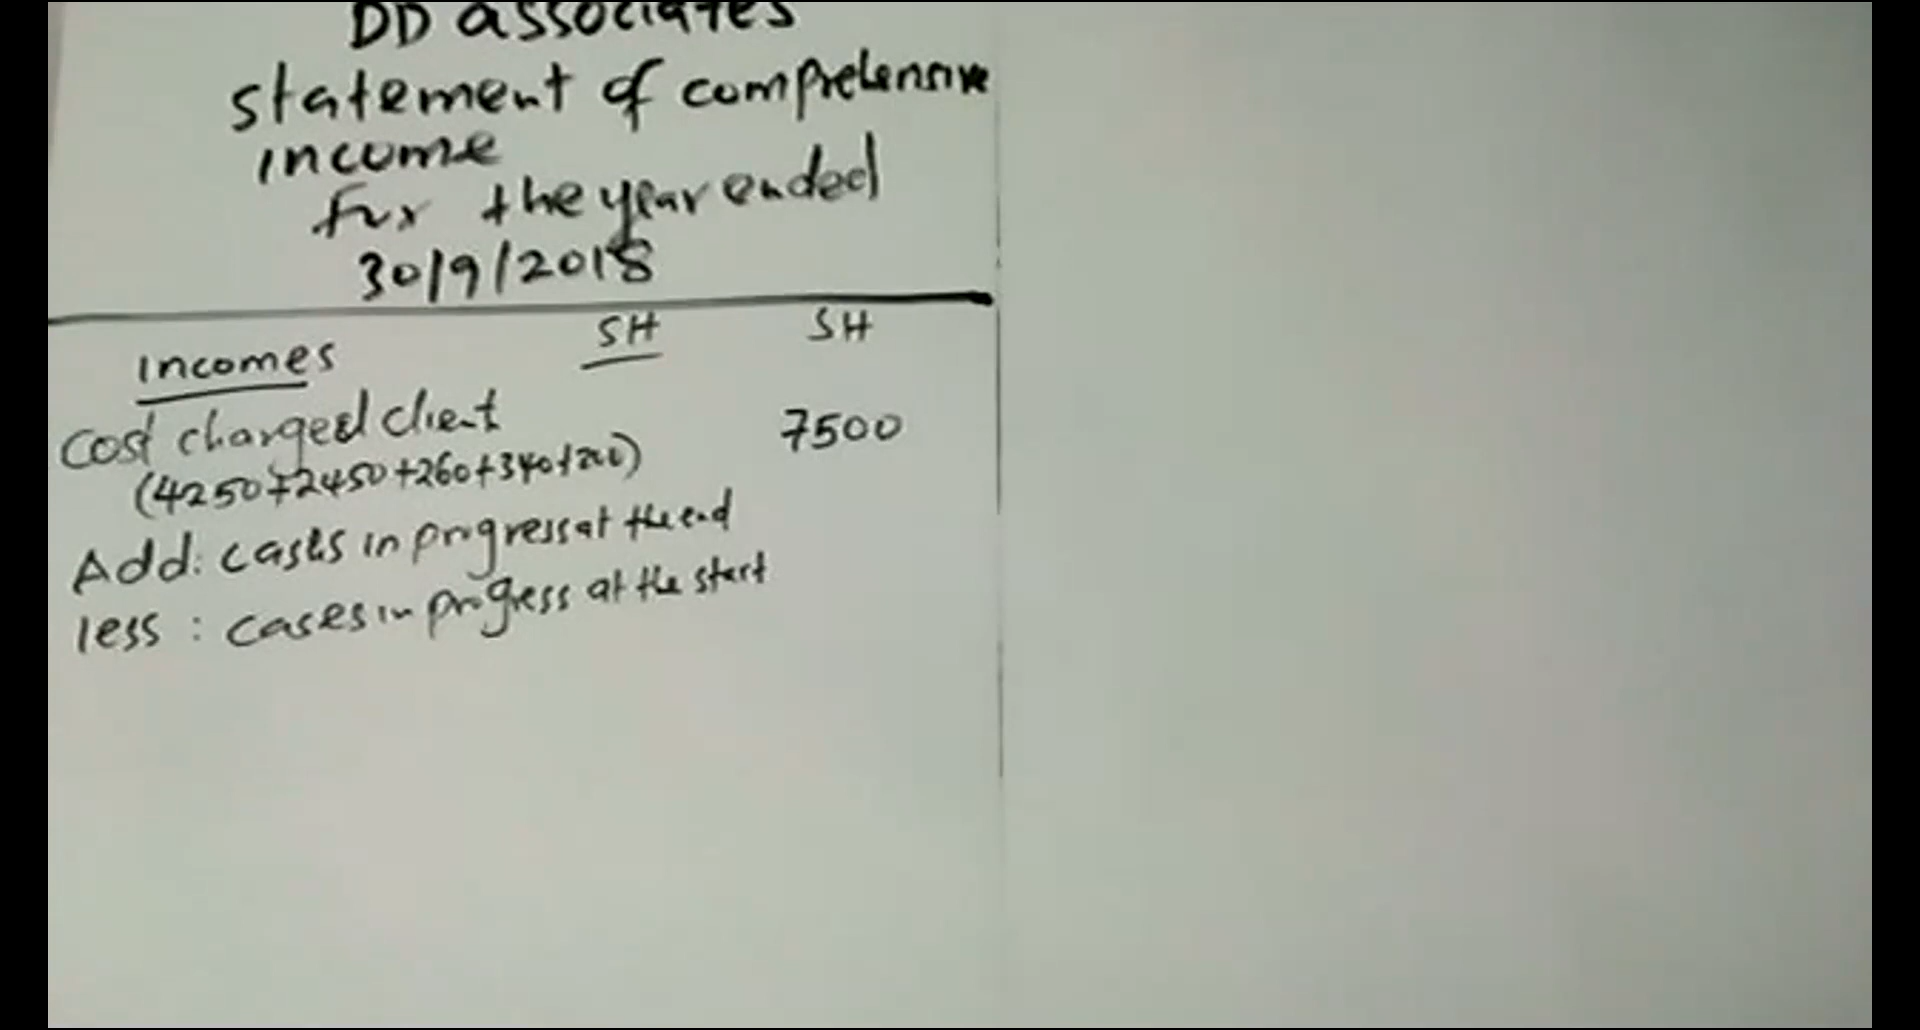 DD associates
statement of comprehensive
income
for the year ended
30/9/2018
SH SH
Incomes
Cost charged client 7500
(4250+2450+260+340+200)
Add: cases in progress at the end
less : cases in progress at the start